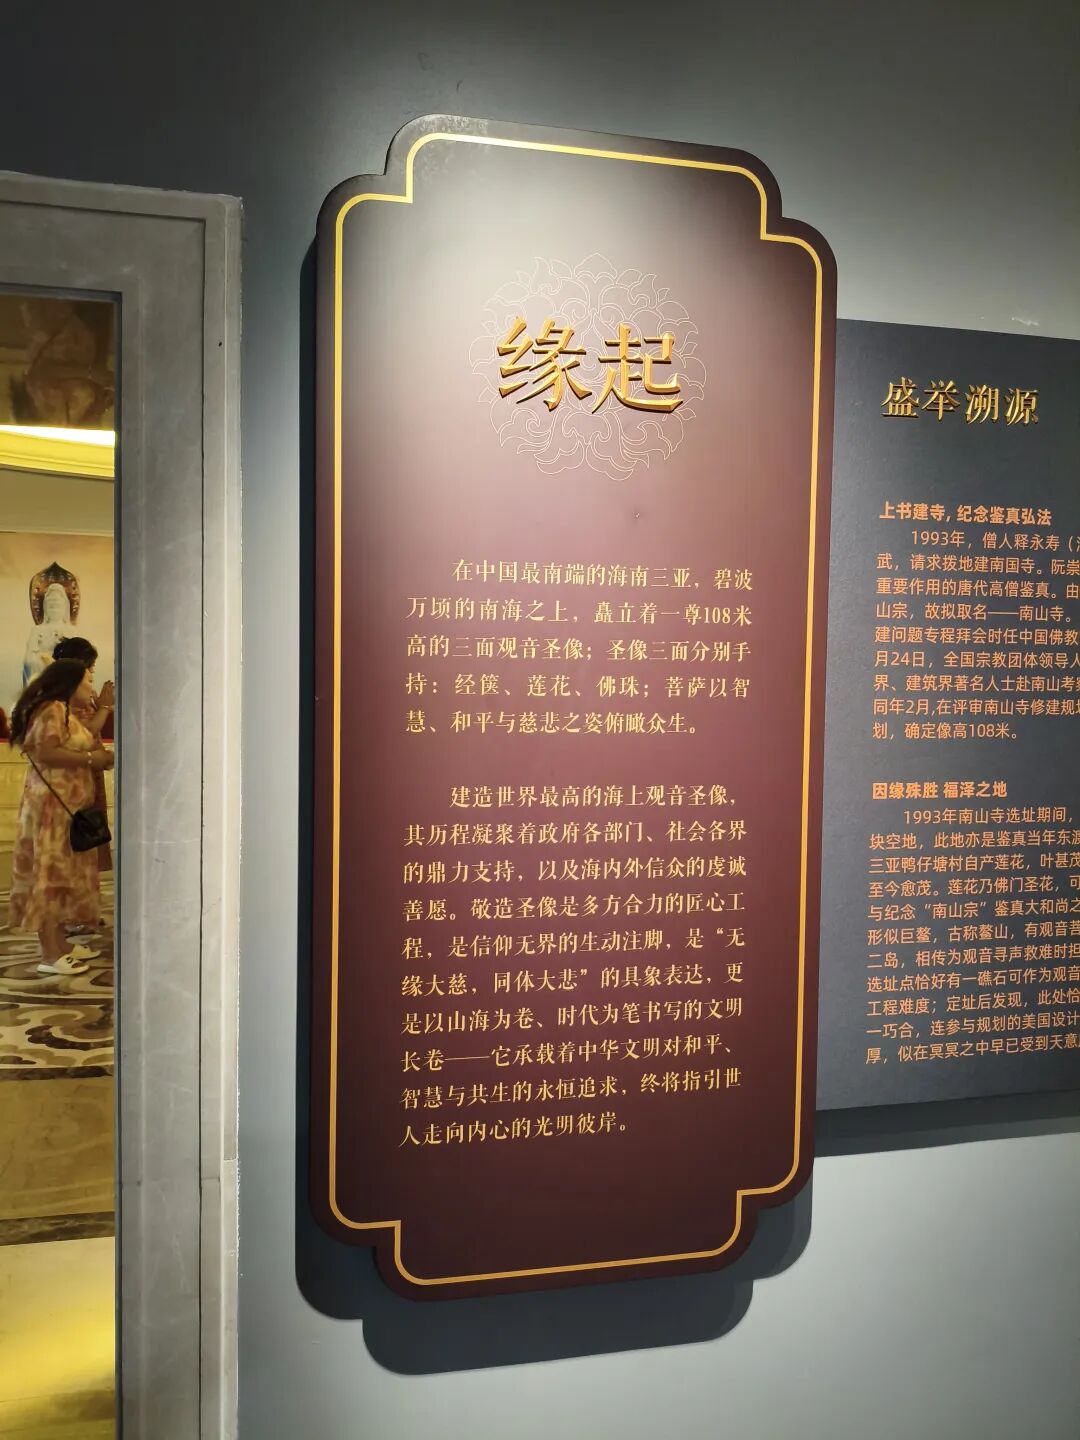 缘起
在中国最南端的海南三亚，碧波
万顷的南海之上，矗立着一尊108米
高的三面观音圣像；圣像三面分别手
持：经箧、莲花、佛珠；菩萨以智
慧、和平与慈悲之姿俯瞰众生。
建造世界最高的海上观音圣像，
其历程凝聚着政府各部门、社会各界
的鼎力支持，以及海内外信众的虔诚
善愿。敬造圣像是多方合力的匠心工
程，是信仰无界的生动注脚，是“无
缘大慈，同体大悲”的具象表达，更
是以山海为卷、时代为笔书写的文明
长卷——它承载着中华文明对和平、
智慧与共生的永恒追求，终将指引世
人走向内心的光明彼岸。
盛举溯源
上书建寺，纪念鉴真弘法
1993年，僧人释永寿（
武，请求拨地建南国寺。阮崇
重要作用的唐代高僧鉴真。由
山宗，故拟取名——南山寺。
建问题专程拜会时任中国佛教
月24日，全国宗教团体领导人
界、建筑界著名人士赴南山考察
同年2月,在评审南山寺修建规划
划，确定像高108米。
因缘殊胜 福泽之地
1993年南山寺选址期间，
块空地，此地亦是鉴真当年东渡
三亚鸭仔塘村自产莲花，叶甚茂
至今愈茂。莲花乃佛门圣花，可
与纪念“南山宗”鉴真大和尚之
形似巨鳌，古称鳌山，有观音菩
二岛，相传为观音寻声救难时担
选址点恰好有一礁石可作为观音
工程难度；定址后发现，此处恰
一巧合，连参与规划的美国设计
厚，似在冥冥之中早已受到天意